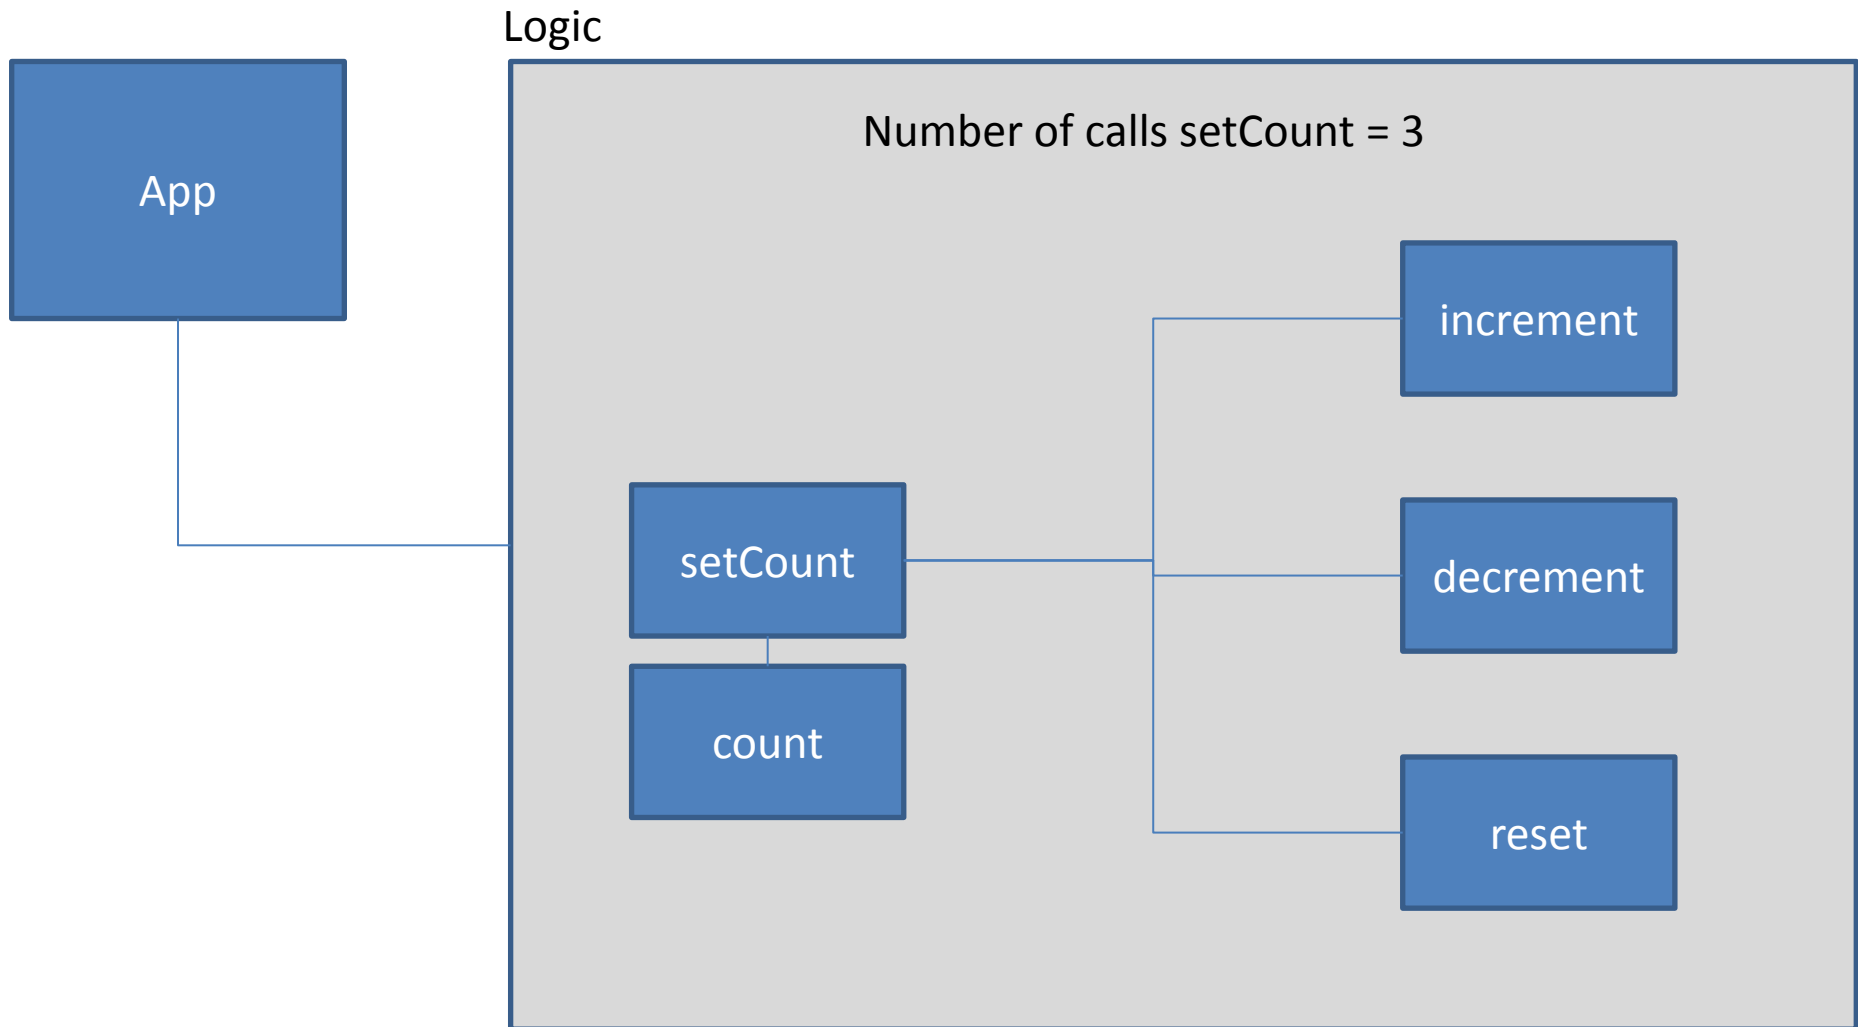 Logic
App
Number of calls setCount = 3
increment
setCount
decrement
count
reset